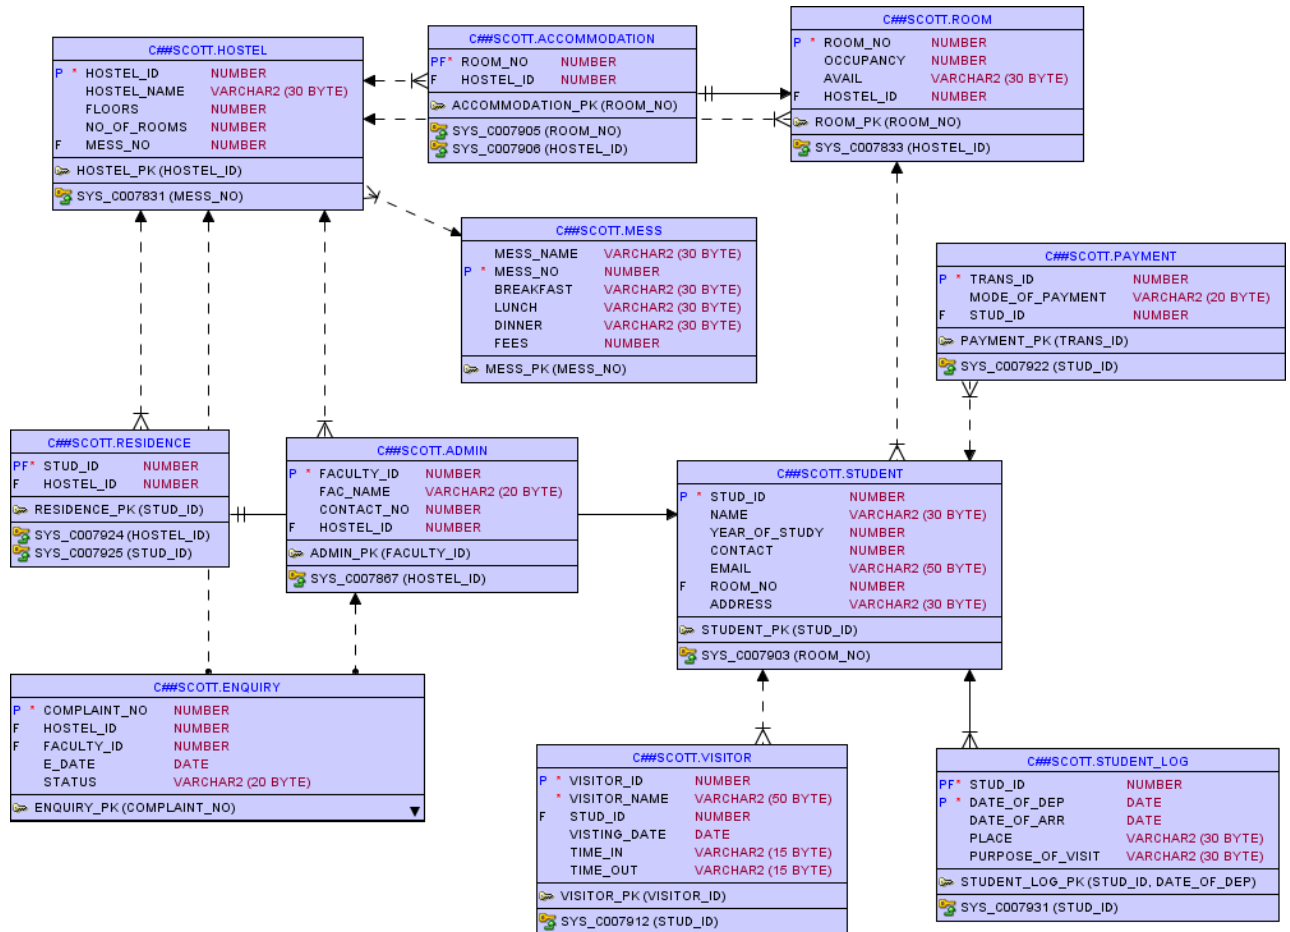 C##SCOTT.HOSTEL
P * HOSTEL_ID NUMBER
HOSTEL_NAME VARCHAR2 (30 BYTE)
FLOORS NUMBER
NO_OF_ROOMS NUMBER
F MESS_NO NUMBER
HOSTEL_PK (HOSTEL_ID)
SYS_C007831 (MESS_NO)
C##SCOTT.ACCOMMODATION
PF* ROOM_NO NUMBER
F HOSTEL_ID NUMBER
ACCOMMODATION_PK (ROOM_NO)
SYS_C007905 (ROOM_NO)
SYS_C007906 (HOSTEL_ID)
C##SCOTT.ROOM
P * ROOM_NO NUMBER
OCCUPANCY NUMBER
AVAIL VARCHAR2 (30 BYTE)
F HOSTEL_ID NUMBER
ROOM_PK (ROOM_NO)
SYS_C007833 (HOSTEL_ID)
C##SCOTT.MESS
MESS_NAME VARCHAR2 (30 BYTE)
P * MESS_NO NUMBER
BREAKFAST VARCHAR2 (30 BYTE)
LUNCH VARCHAR2 (30 BYTE)
DINNER VARCHAR2 (30 BYTE)
FEES NUMBER
MESS_PK (MESS_NO)
C##SCOTT.PAYMENT
P * TRANS_ID NUMBER
MODE_OF_PAYMENT VARCHAR2 (20 BYTE)
F STUD_ID NUMBER
PAYMENT_PK (TRANS_ID)
SYS_C007922 (STUD_ID)
C##SCOTT.RESIDENCE
PF* STUD_ID NUMBER
F HOSTEL_ID NUMBER
RESIDENCE_PK (STUD_ID)
SYS_C007924 (HOSTEL_ID)
SYS_C007925 (STUD_ID)
C##SCOTT.ADMIN
P * FACULTY_ID NUMBER
FAC_NAME VARCHAR2 (20 BYTE)
CONTACT_NO NUMBER
F HOSTEL_ID NUMBER
ADMIN_PK (FACULTY_ID)
SYS_C007867 (HOSTEL_ID)
C##SCOTT.STUDENT
P * STUD_ID NUMBER
NAME VARCHAR2 (30 BYTE)
YEAR_OF_STUDY NUMBER
CONTACT NUMBER
EMAIL VARCHAR2 (50 BYTE)
F ROOM_NO NUMBER
ADDRESS VARCHAR2 (30 BYTE)
STUDENT_PK (STUD_ID)
SYS_C007903 (ROOM_NO)
C##SCOTT.ENQUIRY
P * COMPLAINT_NO NUMBER
F HOSTEL_ID NUMBER
F FACULTY_ID NUMBER
E_DATE DATE
STATUS VARCHAR2 (20 BYTE)
ENQUIRY_PK (COMPLAINT_NO)
C##SCOTT.VISITOR
P * VISITOR_ID NUMBER
* VISITOR_NAME VARCHAR2 (50 BYTE)
F STUD_ID NUMBER
VISTING_DATE DATE
TIME_IN VARCHAR2 (15 BYTE)
TIME_OUT VARCHAR2 (15 BYTE)
VISITOR_PK (VISITOR_ID)
SYS_C007912 (STUD_ID)
C##SCOTT.STUDENT_LOG
PF* STUD_ID NUMBER
P * DATE_OF_DEP DATE
DATE_OF_ARR DATE
PLACE VARCHAR2 (30 BYTE)
PURPOSE_OF_VISIT VARCHAR2 (30 BYTE)
STUDENT_LOG_PK (STUD_ID, DATE_OF_DEP)
SYS_C007931 (STUD_ID)